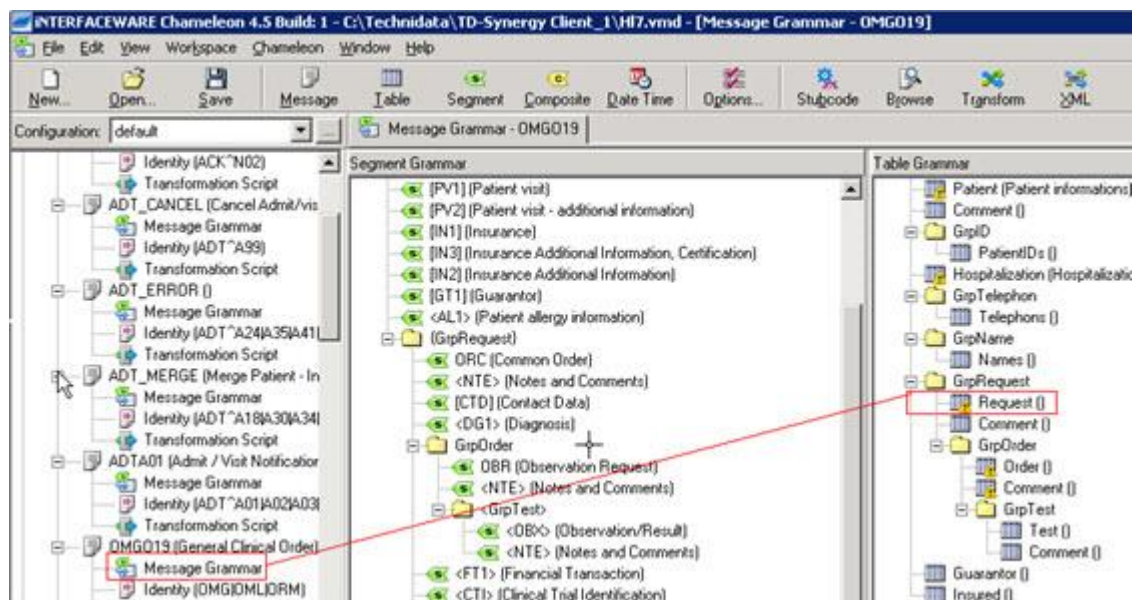 iNTERFACEWARE Chameleon 4.5 Build: 1 - C:\Technidata\TD-Synergy Client_1\Hl7.vmd - [Message Grammar - OMG019]
File Edit View Workspace Chameleon Window Help
New... Open... Save Message Table Segment Composite Date Time Options... Stubcode Browse Transform XML
Configuration: default ... Message Grammar - OMG019
Identity (ACK^N02)
Transformation Script
ADT_CANCEL (Cancel Admit/vis
Message Grammar
Identity (ADT^A99)
Transformation Script
ADT_ERROR ()
Message Grammar
Identity (ADT^A24|A35|A41|
Transformation Script
ADT_MERGE (Merge Patient - In
Message Grammar
Identity (ADT^A18|A30|A34|
Transformation Script
ADTA01 (Admit / Visit Notification
Message Grammar
Identity (ADT^A01|A02|A03|
Transformation Script
OMG019 (General Clinical Order)
Message Grammar
Identity (OMG|OML|ORM)
Segment Grammar
[PV1] (Patient visit)
[PV2] (Patient visit - additional information)
[IN1] (Insurance)
[IN3] (Insurance Additional Information, Certification)
[IN2] (Insurance Additional Information)
[GT1] (Guarantor)
<AL1> (Patient allergy information)
(GrpRequest)
ORC (Common Order)
<NTE> (Notes and Comments)
[CTD] (Contact Data)
<DG1> (Diagnosis)
GrpOrder
OBR (Observation Request)
<NTE> (Notes and Comments)
<GrpTest>
<OBX> (Observation/Result)
<NTE> (Notes and Comments)
<FT1> (Financial Transaction)
<CTI> (Clinical Trial Identification)
Table Grammar
Patient (Patient informations)
Comment ()
GrpID
PatientIDs ()
Hospitalization (Hospitalizatio
GrpTelephon
Telephons ()
GrpName
Names ()
GrpRequest
Request ()
Comment ()
GrpOrder
Order ()
Comment ()
GrpTest
Test ()
Comment ()
Guarantor ()
Insured ()